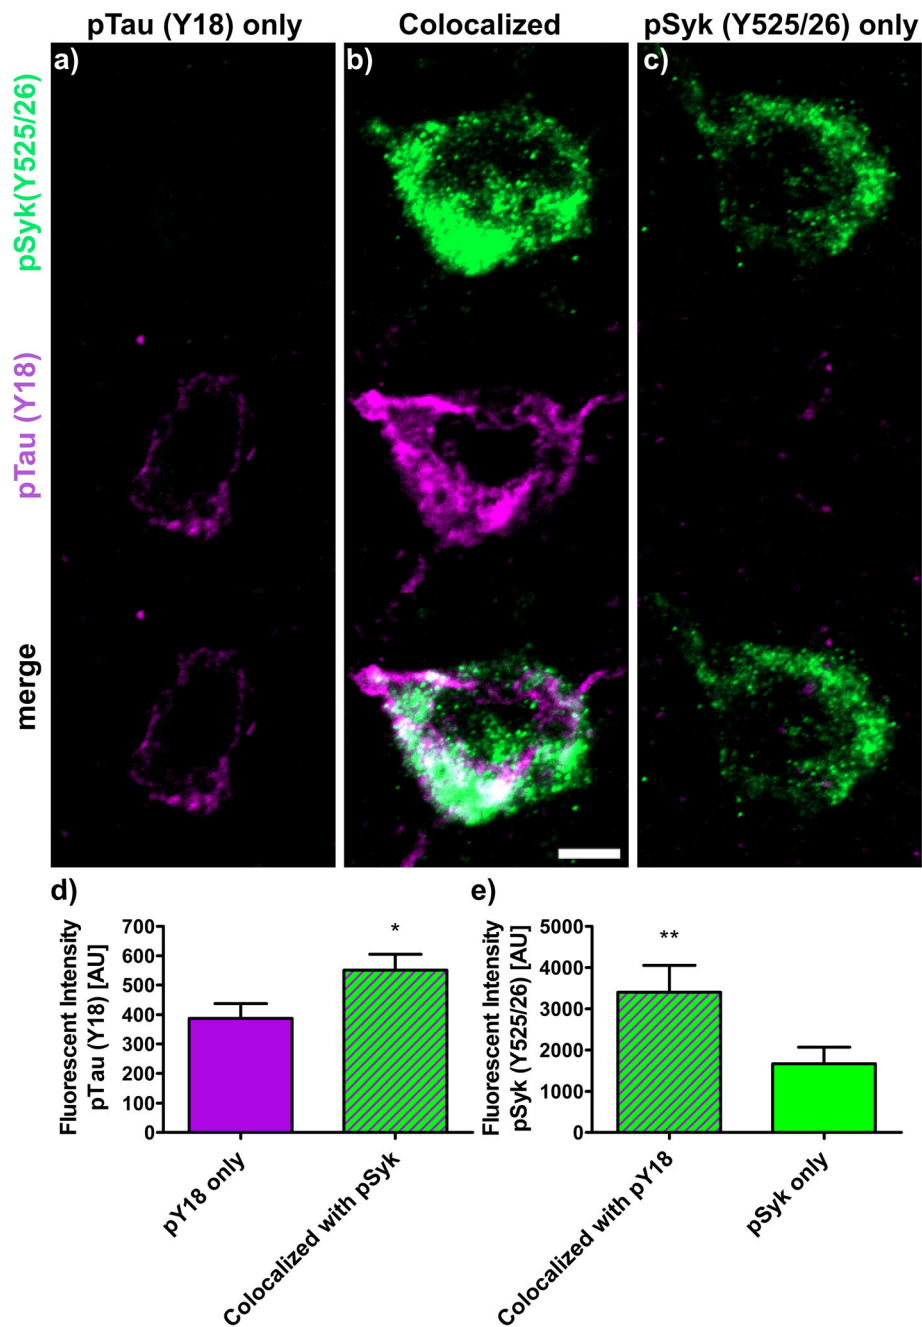 pTau (Y18) only
Colocalized
pSyk (Y525/26) only
a)
b)
c)
pSyk(Y525/26)
pTau (Y18)
merge
d)
Fluorescent Intensity
pTau (Y18) [AU]
700
600
500
400
300
200
100
0
*
pY18 only
Colocalized with pSyk
e)
Fluorescent Intensity
pSyk (Y525/26) [AU]
5000
4000
3000
2000
1000
0
**
Colocalized with pY18
pSyk only